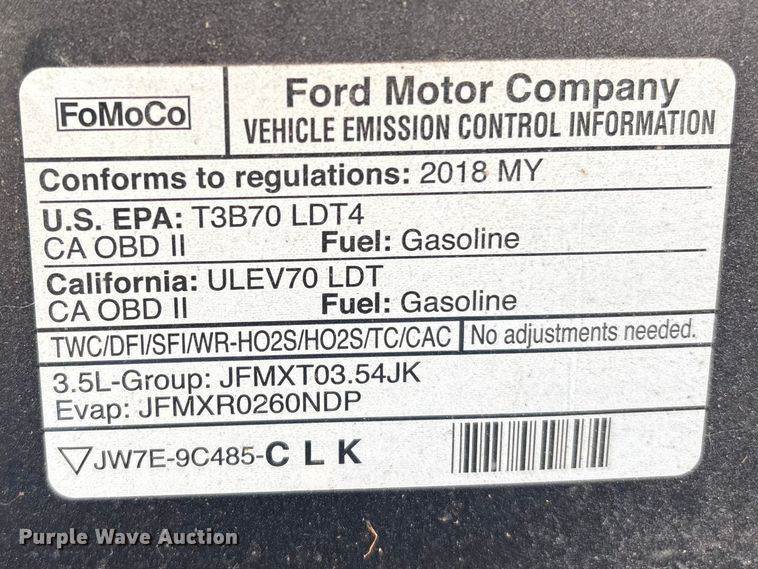 FoMoCo
Ford Motor Company
VEHICLE EMISSION CONTROL INFORMATION
Conforms to regulations: 2018 MY
U.S. EPA: T3B70 LDT4
CA OBD II Fuel: Gasoline
California: ULEV70 LDT
CA OBD II Fuel: Gasoline
TWC/DFI/SFI/WR-HO2S/HO2S/TC/CAC No adjustments needed.
3.5L-Group: JFMXT03.54JK
Evap: JFMXR0260NDP
▽JW7E-9C485-C L K
Purple Wave Auction